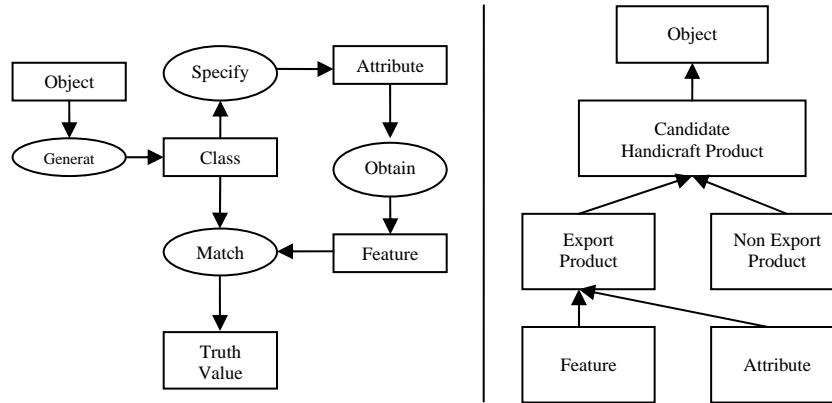 Object
Generat
Specify
Class
Match
Truth
Value
Attribute
Obtain
Feature
Object
Candidate
Handicraft Product
Export
Product
Non Export
Product
Feature
Attribute